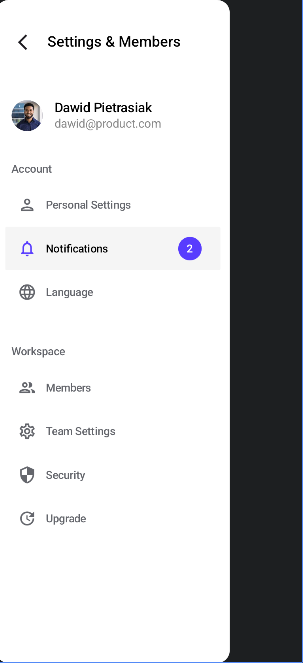 Settings & Members
Dawid Pietrasiak
dawid@product.com
Account
Personal Settings
Notifications
2
Language
Workspace
Members
Team Settings
Security
Upgrade